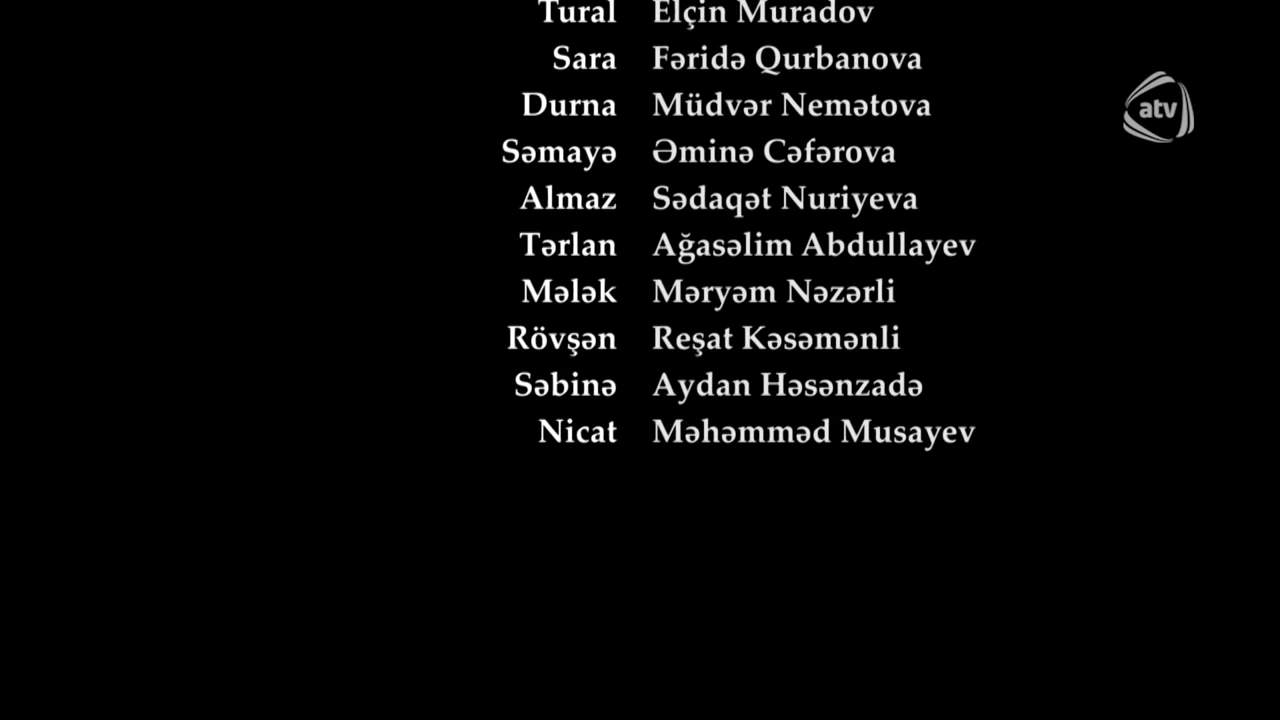 Tural Elçin Muradov
Sara Fəridə Qurbanova
atv
Durna Müdvər Nemətova
Səmayə Əminə Cəfərova
Almaz Sədaqət Nuriyeva
Tərlan Ağasəlim Abdullayev
Mələk Məryəm Nəzərli
Rövşən Reşat Kəsəmənli
Səbinə Aydan Həsənzadə
Nicat Məhəmməd Musayev